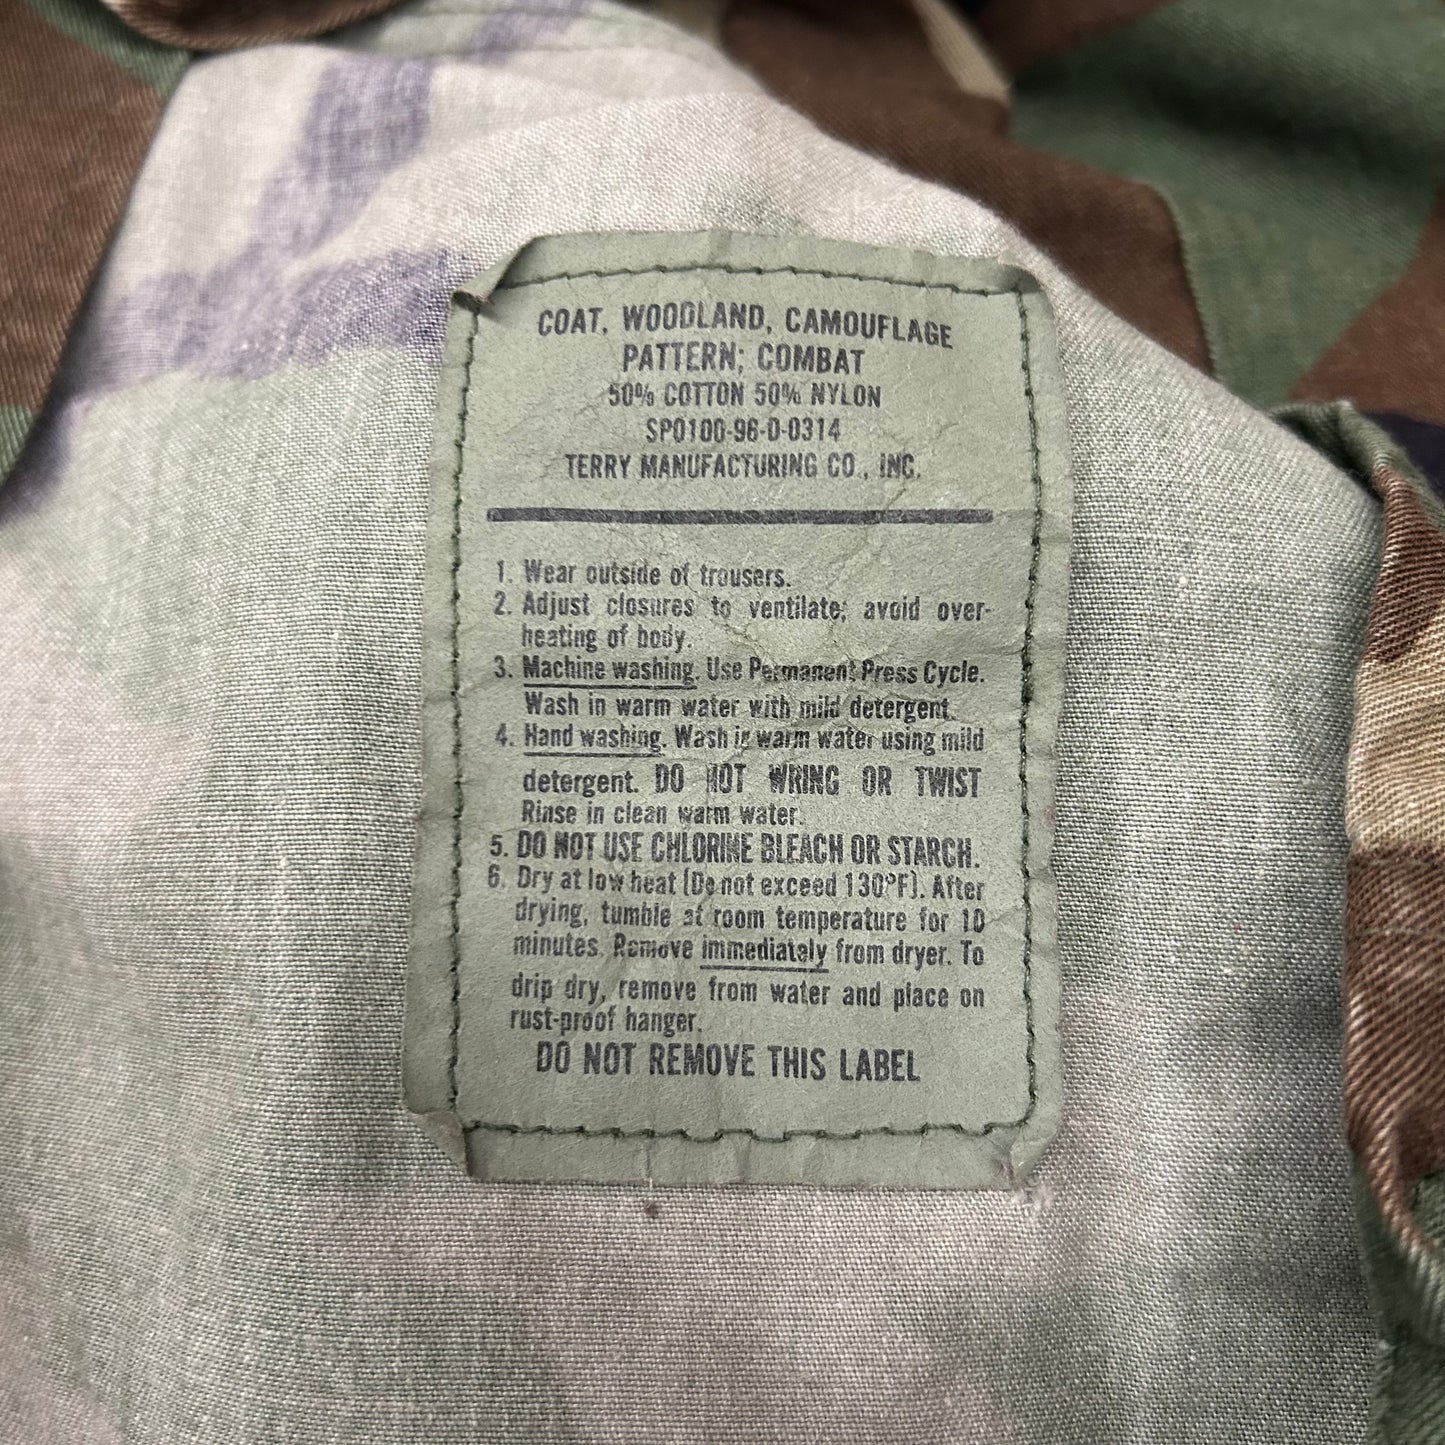 COAT, WOODLAND, CAMOUFLAGE
PATTERN; COMBAT
50% COTTON 50% NYLON
SP0100-96-D-0314
TERRY MANUFACTURING CO., INC.
1. Wear outside of trousers.
2. Adjust closures to ventilate; avoid over-
heating of body.
3. Machine washing. Use Permanent Press Cycle.
Wash in warm water with mild detergent.
4. Hand washing. Wash in warm water using mild
detergent. DO NOT WRING OR TWIST
Rinse in clean warm water.
5. DO NOT USE CHLORINE BLEACH OR STARCH.
6. Dry at low heat (Do not exceed 130°F). After
drying, tumble at room temperature for 10
minutes. Remove immediately from dryer. To
drip dry, remove from water and place on
rust-proof hanger.
DO NOT REMOVE THIS LABEL